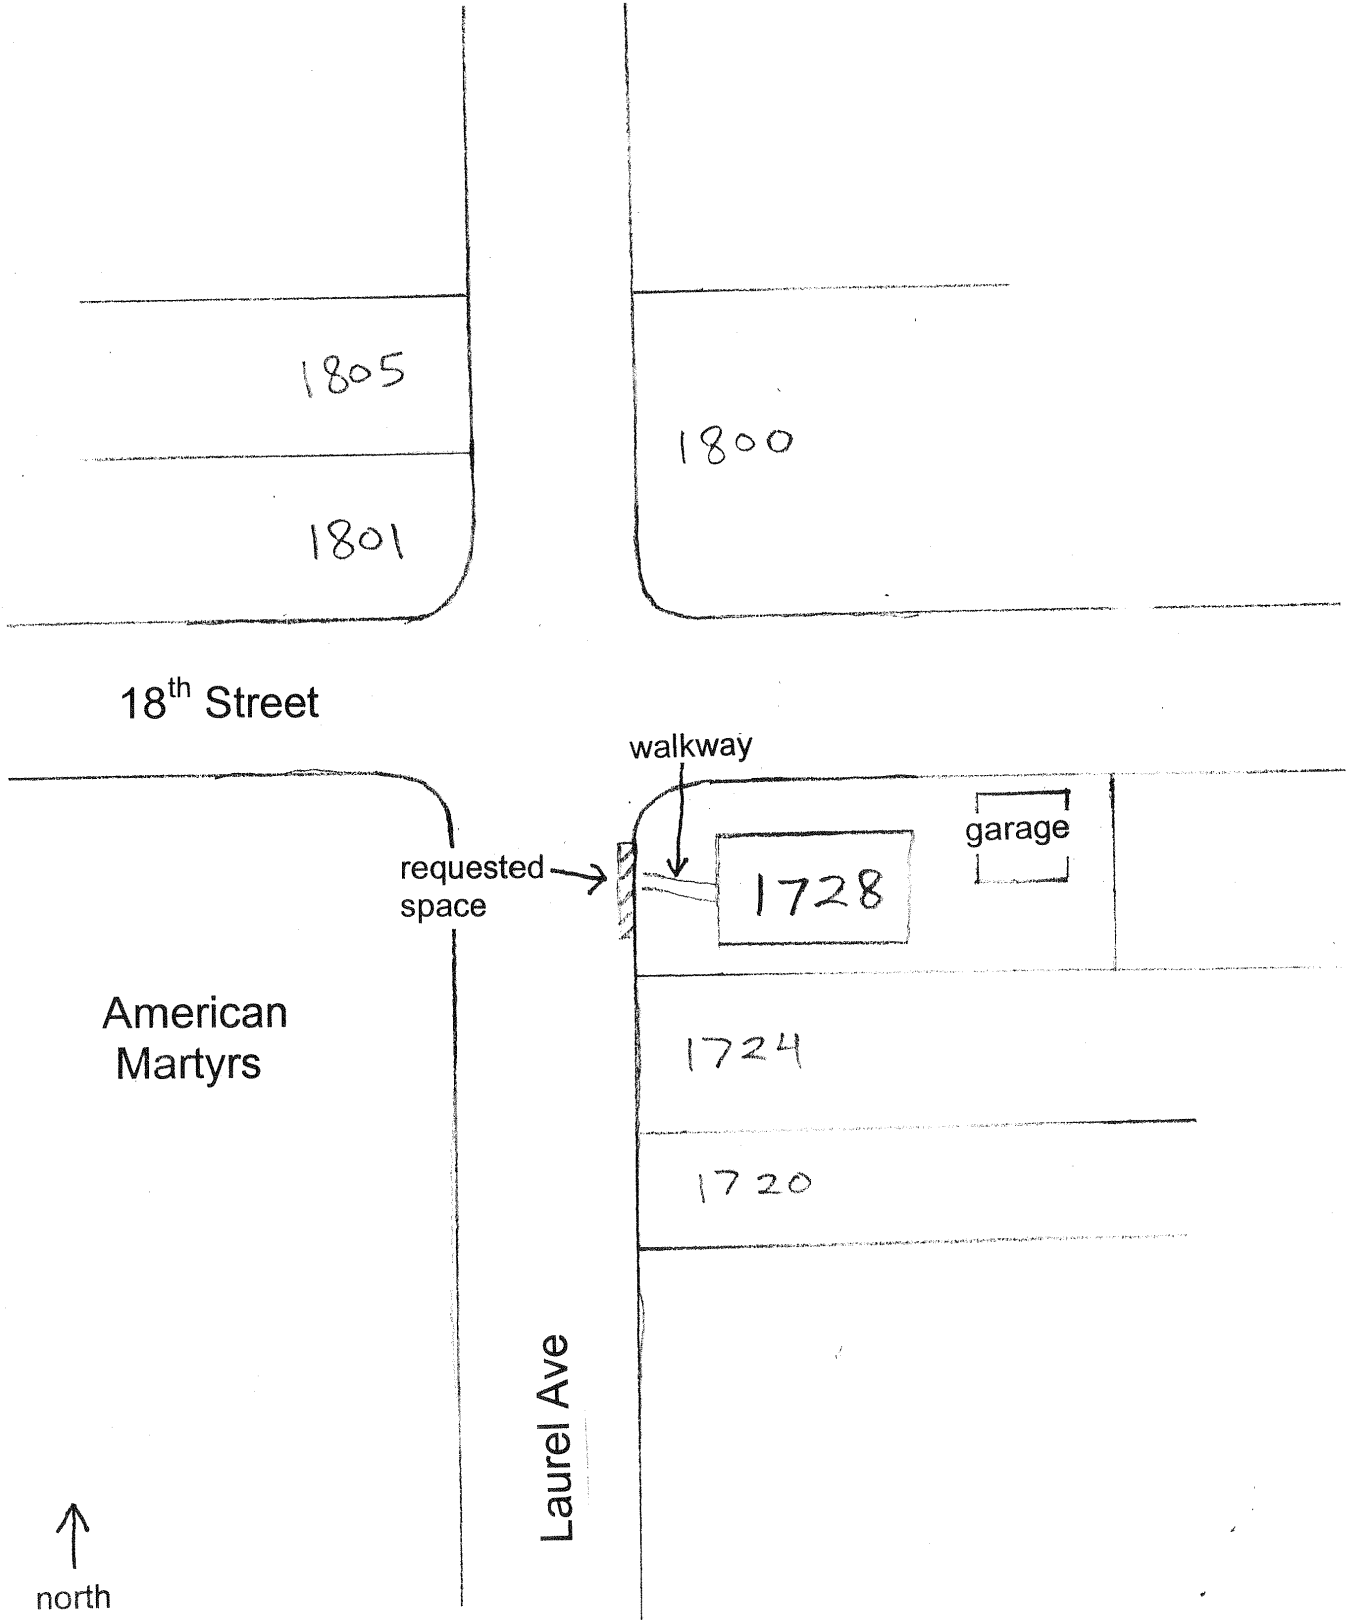 1805
1800
1801
18th Street
walkway
garage
requested
space
1728
American
Martyrs
1724
1720
Laurel Ave
north